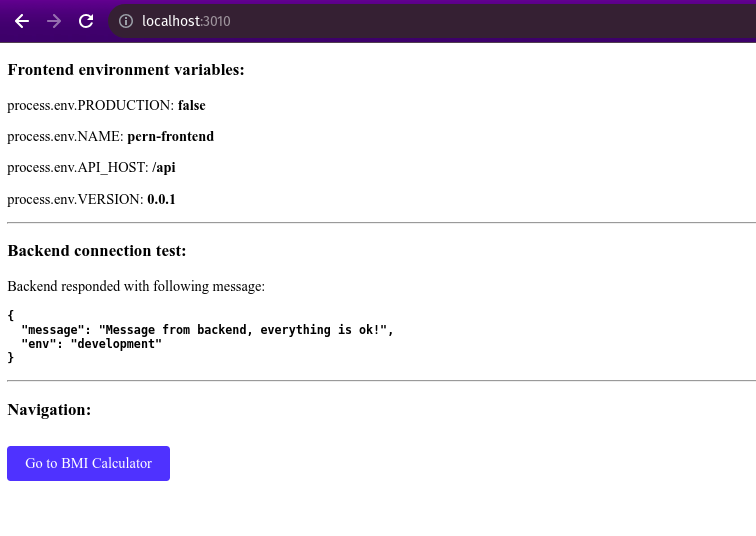 localhost:3010
Frontend environment variables:
process.env.PRODUCTION: false
process.env.NAME: pern-frontend
process.env.API_HOST: /api
process.env.VERSION: 0.0.1
Backend connection test:
Backend responded with following message:
{
  "message": "Message from backend, everything is ok!",
  "env": "development"
}
Navigation:
Go to BMI Calculator